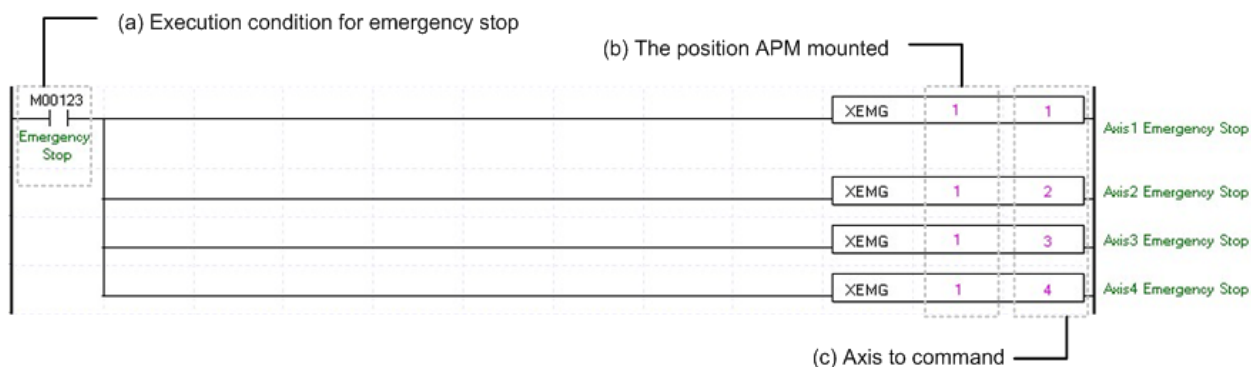 (a) Execution condition for emergency stop
(b) The position APM mounted
M00123
Emergency
Stop
XEMG 1 1
Axis1 Emergency Stop
XEMG 1 2
Axis2 Emergency Stop
XEMG 1 3
Axis3 Emergency Stop
XEMG 1 4
Axis4 Emergency Stop
(c) Axis to command